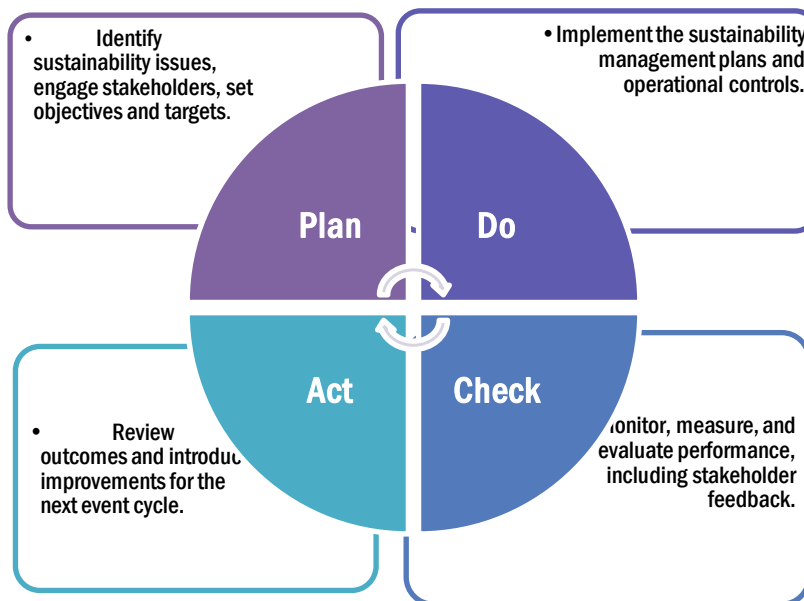 • Identify
sustainability issues,
engage stakeholders, set
objectives and targets.
• Implement the sustainability
management plans and
operational controls.
Plan
Do
Act
Check
• Review
outcomes and introduc
improvements for the
next event cycle.
onitor, measure, and
evaluate performance,
including stakeholder
feedback.